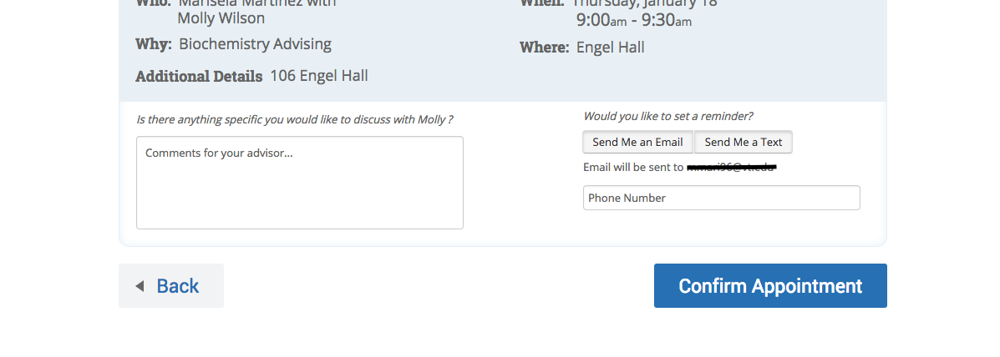 Who: Marisela Martinez with
Molly Wilson
Why: Biochemistry Advising
Additional Details 106 Engel Hall
When: Thursday, January 18
9:00am - 9:30am
Where: Engel Hall
Is there anything specific you would like to discuss with Molly ?
Comments for your advisor...
Would you like to set a reminder?
Send Me an Email
Send Me a Text
Email will be sent to
Phone Number
Back
Confirm Appointment